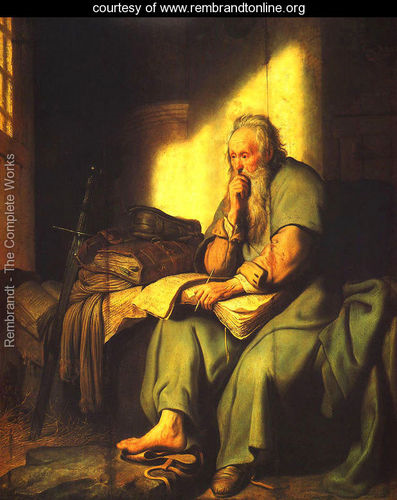 courtesy of www.rembrandtonline.org
Rembrandt - The Complete Works